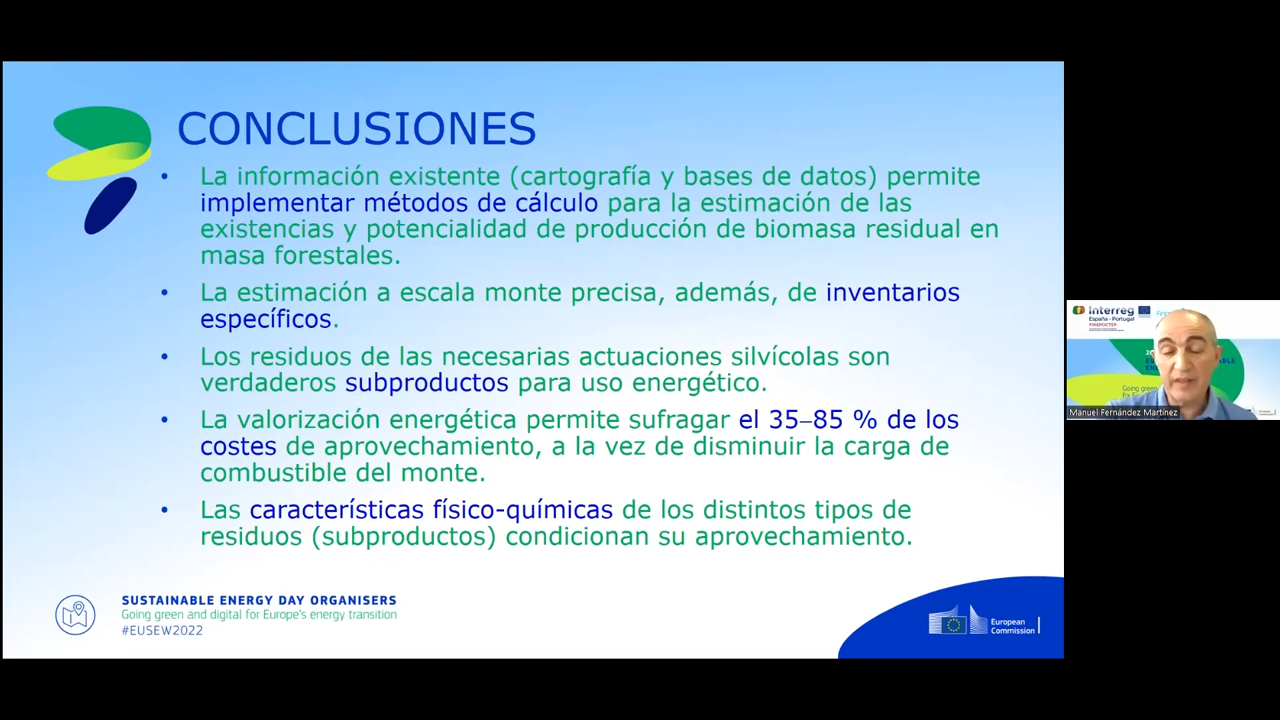 CONCLUSIONES
• La información existente (cartografía y bases de datos) permite
implementar métodos de cálculo para la estimación de las
existencias y potencialidad de producción de biomasa residual en
masa forestales.
• La estimación a escala monte precisa, además, de inventarios
específicos.
• Los residuos de las necesarias actuaciones silvícolas son
verdaderos subproductos para uso energético.
• La valorización energética permite sufragar el 35–85 % de los
costes de aprovechamiento, a la vez de disminuir la carga de
combustible del monte.
• Las características físico-químicas de los distintos tipos de
residuos (subproductos) condicionan su aprovechamiento.
SUSTAINABLE ENERGY DAY ORGANISERS
Going green and digital for Europe's energy transition
#EUSEW2022
European
Commission
Interreg
España - Portugal
FIREPOCTEP
Going green
Manuel Fernández Martínez